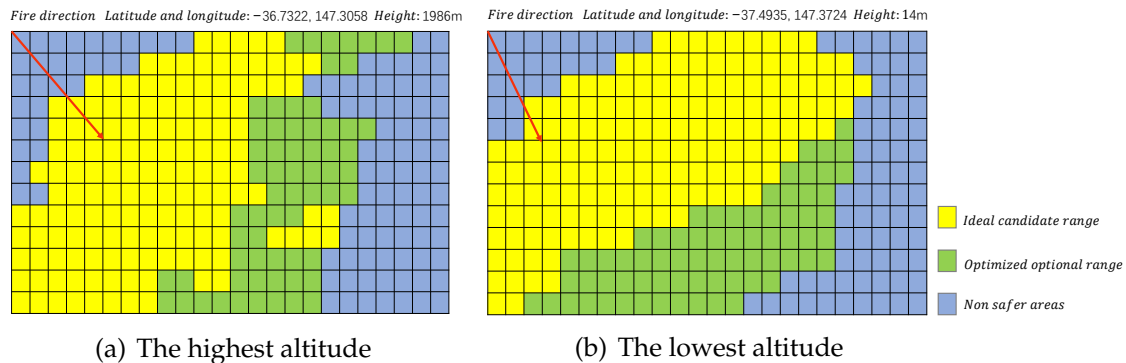 Fire direction Latitude and longitude: −36.7322, 147.3058 Height: 1986m
Fire direction Latitude and longitude: −37.4935, 147.3724 Height: 14m
Ideal candidate range
Optimized optional range
Non safer areas
(a) The highest altitude
(b) The lowest altitude